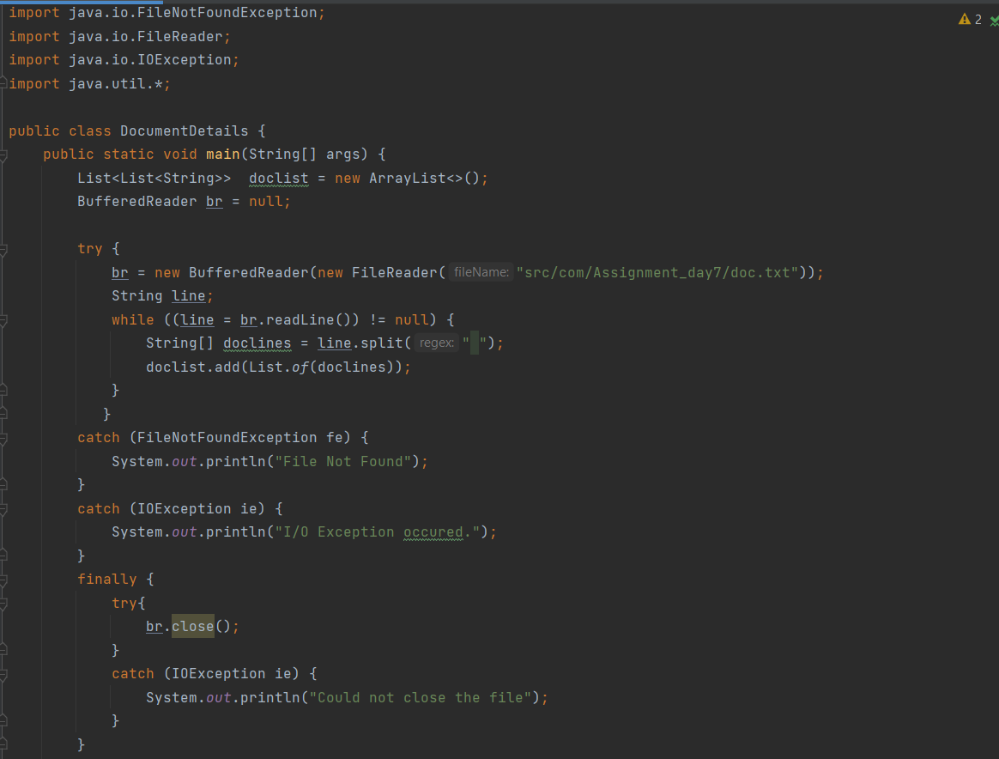 import java.io.FileNotFoundException;
2
import java.io.FileReader;
import java.io.IOException;
import java.util.*;
public class DocumentDetails {
public static void main(String[] args) {
List<List<String>>  doclist = new ArrayList<>();
BufferedReader br = null;
try {
br = new BufferedReader(new FileReader( fileName: "src/com/Assignment_day7/doc.txt"));
String line;
while ((line = br.readLine()) != null) {
String[] doclines = line.split( regex: " ");
doclist.add(List.of(doclines));
}
}
catch (FileNotFoundException fe) {
System.out.println("File Not Found");
}
catch (IOException ie) {
System.out.println("I/O Exception occured.");
}
finally {
try{
br.close();
}
catch (IOException ie) {
System.out.println("Could not close the file");
}
}